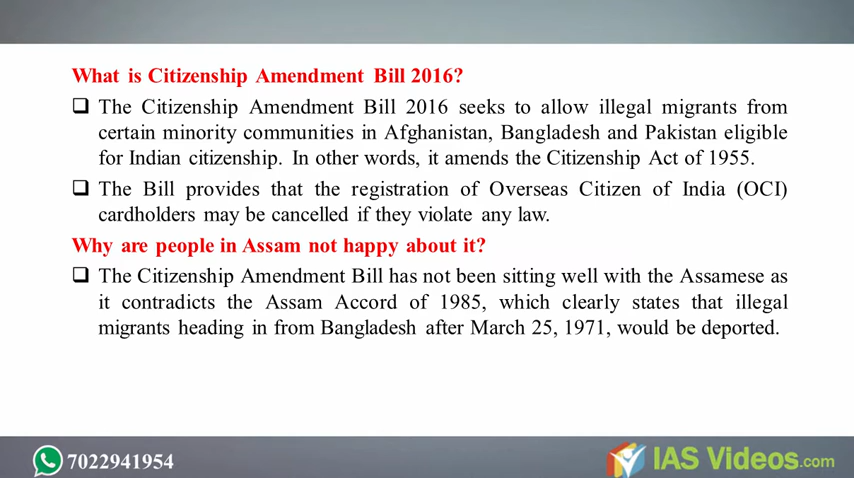 What is Citizenship Amendment Bill 2016?
The Citizenship Amendment Bill 2016 seeks to allow illegal migrants from
certain minority communities in Afghanistan, Bangladesh and Pakistan eligible
for Indian citizenship. In other words, it amends the Citizenship Act of 1955.
The Bill provides that the registration of Overseas Citizen of India (OCI)
cardholders may be cancelled if they violate any law.
Why are people in Assam not happy about it?
The Citizenship Amendment Bill has not been sitting well with the Assamese as
it contradicts the Assam Accord of 1985, which clearly states that illegal
migrants heading in from Bangladesh after March 25, 1971, would be deported.
7022941954
IAS Videos.com